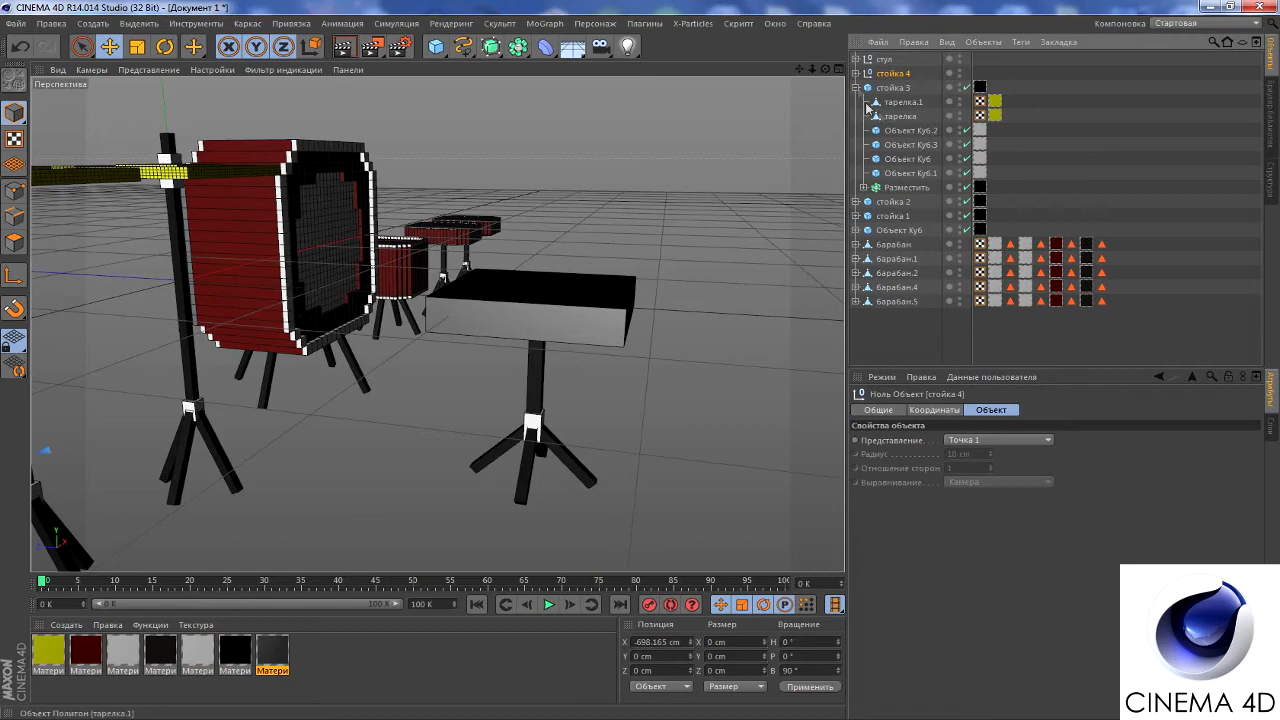 CINEMA 4D R14.014 Studio - [Документ 1 *]
Файл Правка Создать Выделить Инструменты Каркас Привязка Анимация Симуляция Рендеринг Скульпт MoGraph Персонаж Плагины X-Particles Скрипт Окно Справка Компоновка Стартовая
Файл Правка Вид Объекты Теги Закладка
Вид Камеры Представление Настройки Фильтр индикации Панели
Перспектива
стул
стойка 4
стойка 3
тарелка.1
тарелка
Объект Куб.2
Объект Куб.3
Объект Куб
Объект Куб.1
Разместить
стойка 2
стойка 1
Объект Куб
барабан
барабан.1
барабан.2
барабан.4
барабан.5
Объекты
Браузер библиотек
Структура
Режим Правка Данные пользователя
Ноль Объект [стойка 4]
Общие Координаты Объект
Свойства объекта
Представление Точка 1
Радиус 10 cm
Отношение сторон 1
Выравнивание Камера
Атрибуты
Слои
Y
X
0 5 10 15 20 25 30 35 40 45 50 55 60 65 70 75 80 85 90 95 100 0 K
0 K 0 K 100 K 100 K
Создать Правка Функции Текстура
Матери Матери Матери Матери Матери Матери Матери
Позиция Размер Вращение
X -698.165 cm X 0 cm H 0 °
Y 0 cm Y 0 cm P 0 °
Z 0 cm Z 0 cm B 90 °
Объект Размер Применить
MAXON
CINEMA 4D
Объект Полигон [тарелка.1]
CINEMA 4D